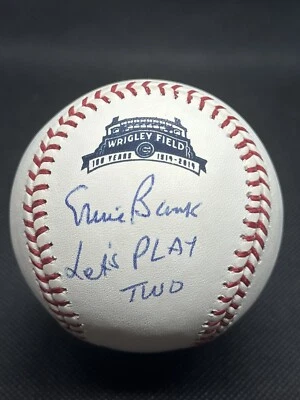 WRIGLEY FIELD
100 YEARS 1914-2014
Ernie Banks
Let's PLAY
TWO